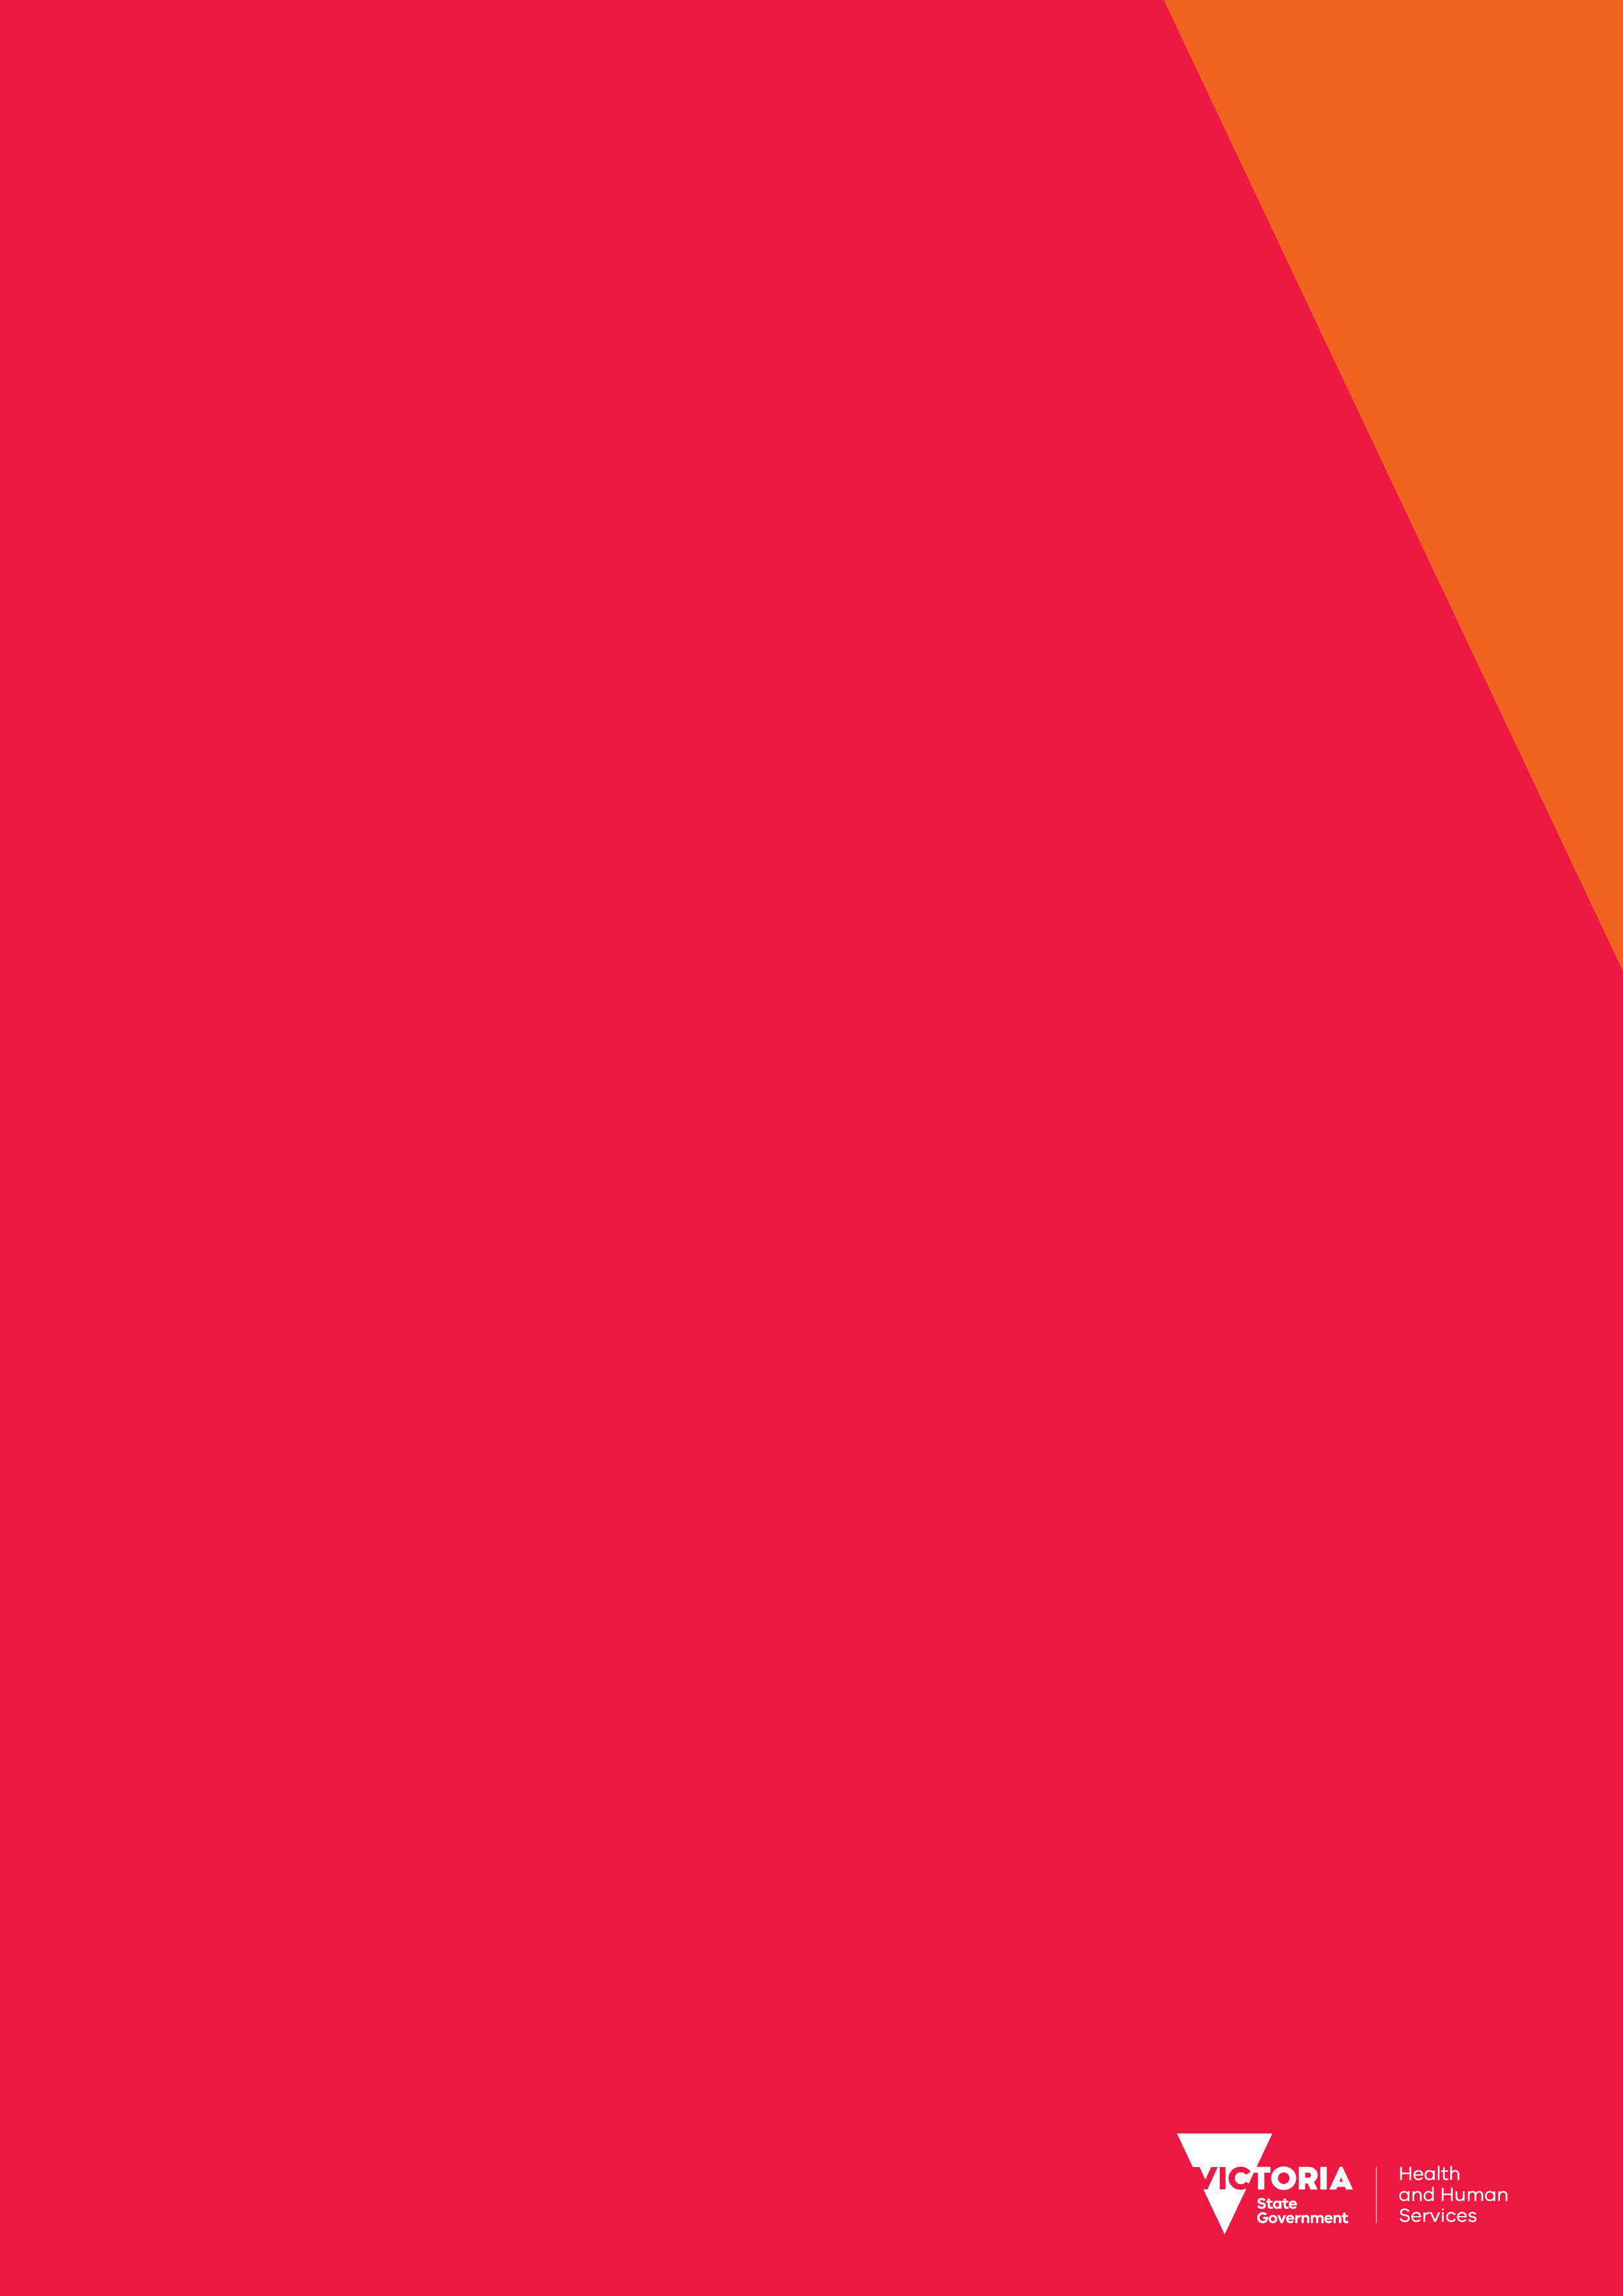 VICTORIA
State
Government
Health
and Human
Services